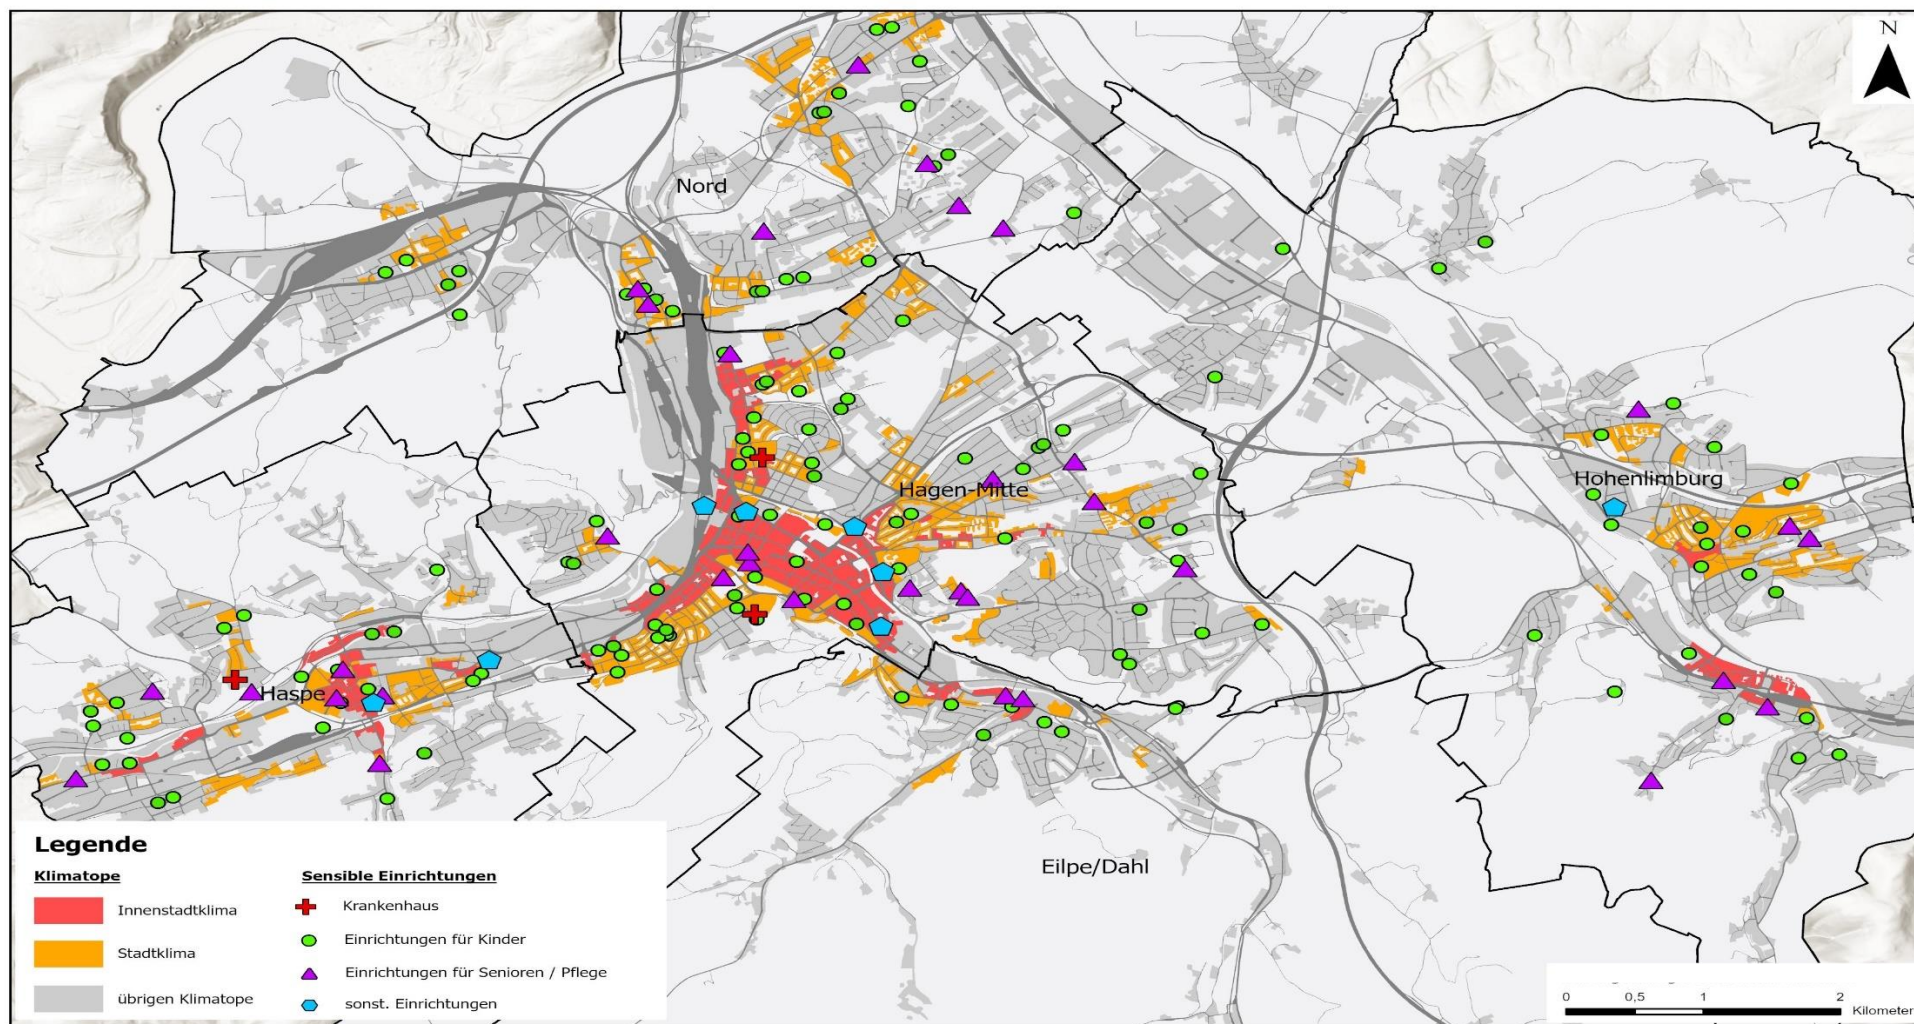 N
Nord
Hagen-Mitte
Hohenlimburg
Haspe
Eilpe/Dahl
Legende
Klimatope
Innenstadtklima
Stadtklima
übrigen Klimatope
Sensible Einrichtungen
Krankenhaus
Einrichtungen für Kinder
Einrichtungen für Senioren / Pflege
sonst. Einrichtungen
0 0,5 1 2
Kilometer